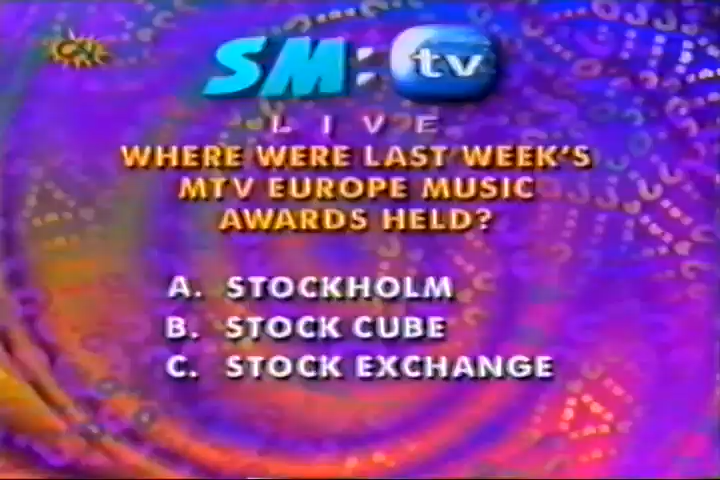 SM:tv
LIVE
WHERE WERE LAST WEEK'S
MTV EUROPE MUSIC
AWARDS HELD?
A. STOCKHOLM
B. STOCK CUBE
C. STOCK EXCHANGE